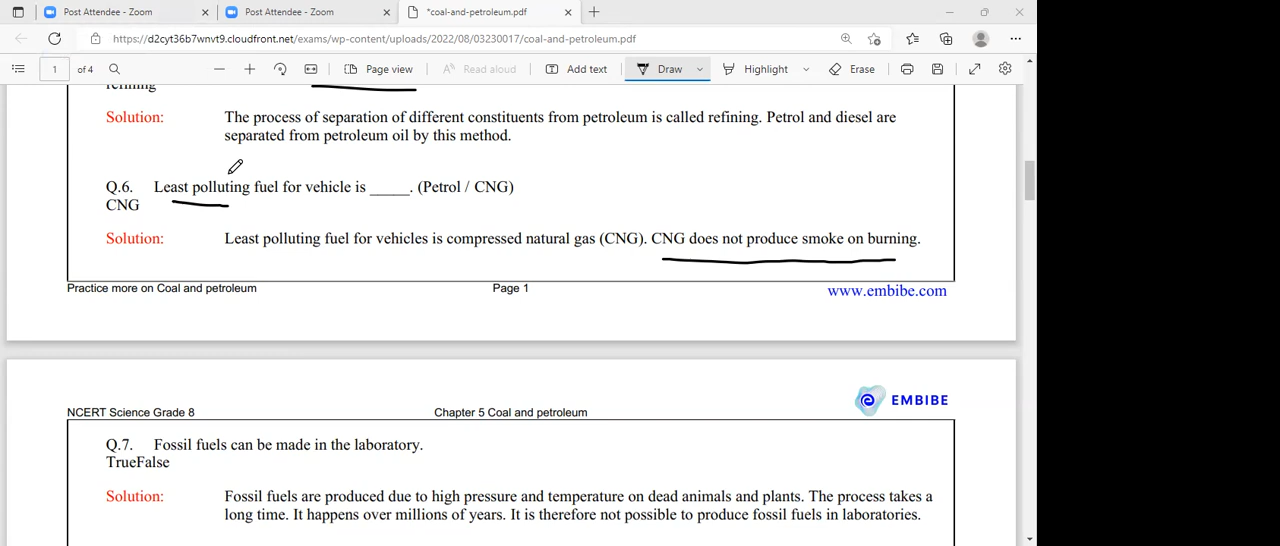 Post Attendee - Zoom
Post Attendee - Zoom
*coal-and-petroleum.pdf
https://d2cyt36b7wnvt9.cloudfront.net/exams/wp-content/uploads/2022/08/03230017/coal-and-petroleum.pdf
1 of 4 Page view Read aloud Add text Draw Highlight Erase
refining
Solution: The process of separation of different constituents from petroleum is called refining. Petrol and diesel are
separated from petroleum oil by this method.
Q.6. Least polluting fuel for vehicle is _____. (Petrol / CNG)
CNG
Solution: Least polluting fuel for vehicles is compressed natural gas (CNG). CNG does not produce smoke on burning.
Practice more on Coal and petroleum Page 1 www.embibe.com
EMBIBE
NCERT Science Grade 8 Chapter 5 Coal and petroleum
Q.7. Fossil fuels can be made in the laboratory.
TrueFalse
Solution: Fossil fuels are produced due to high pressure and temperature on dead animals and plants. The process takes a
long time. It happens over millions of years. It is therefore not possible to produce fossil fuels in laboratories.